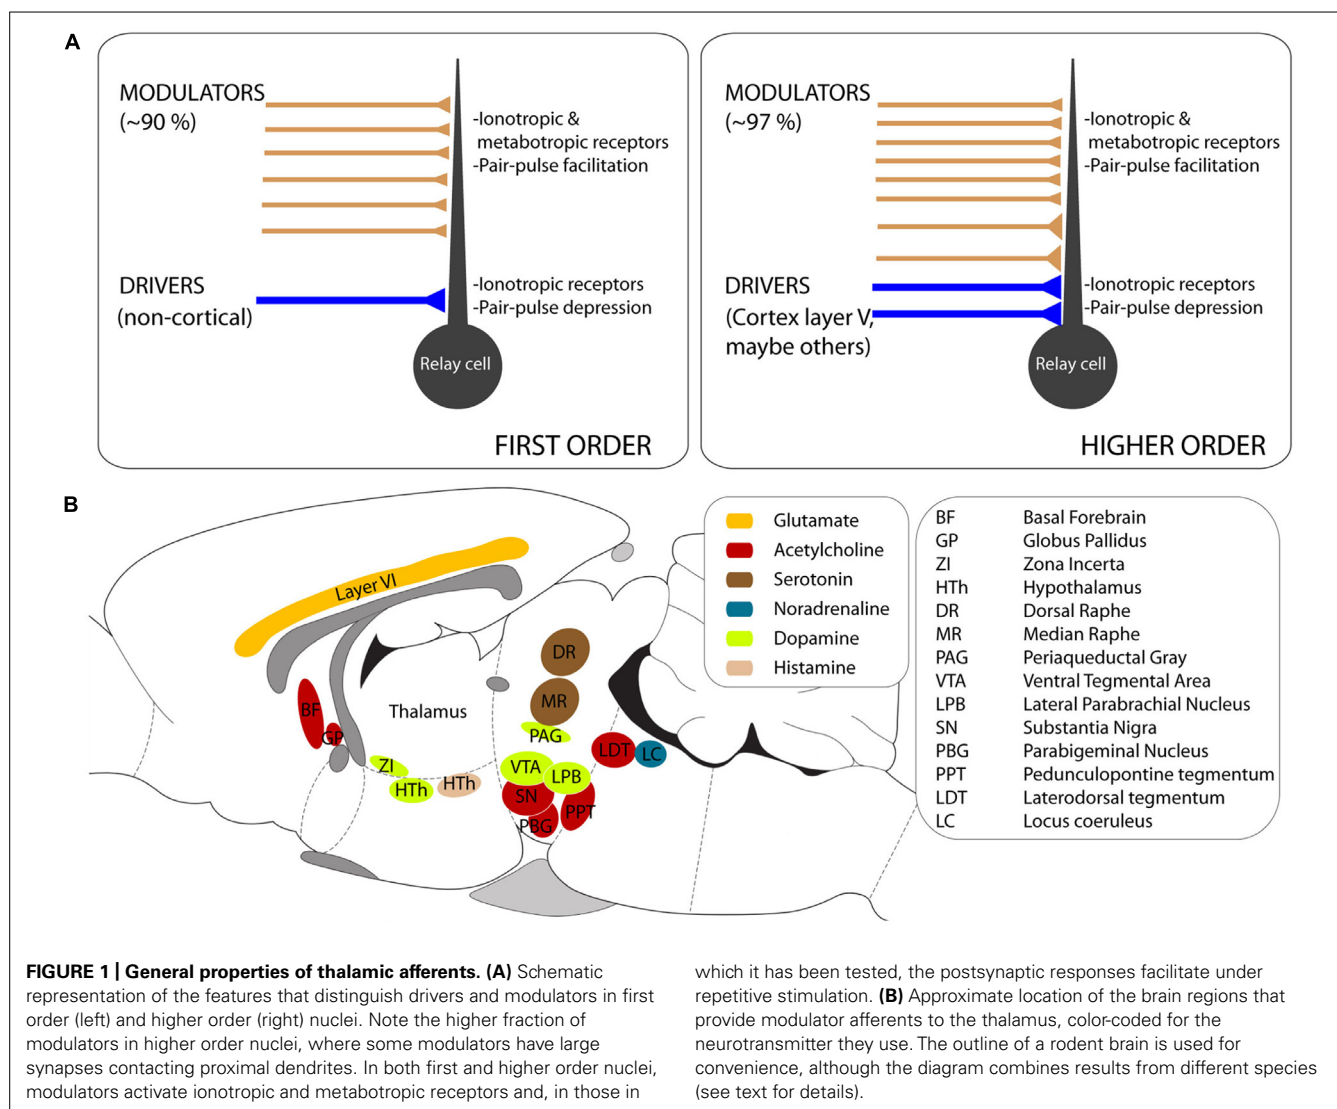 A
MODULATORS
(~90 %)
-Ionotropic &
metabotropic receptors
-Pair-pulse facilitation
DRIVERS
(non-cortical)
-Ionotropic receptors
-Pair-pulse depression
Relay cell
FIRST ORDER
MODULATORS
(~97 %)
-Ionotropic &
metabotropic receptors
-Pair-pulse facilitation
DRIVERS
(Cortex layer V,
maybe others)
-Ionotropic receptors
-Pair-pulse depression
Relay cell
HIGHER ORDER
B
Layer VI
BF
GP
Thalamus
ZI
HTh
HTh
DR
MR
PAG
VTA
LPB
SN
PBG
PPT
LDT
LC
Glutamate
Acetylcholine
Serotonin
Noradrenaline
Dopamine
Histamine
BF Basal Forebrain
GP Globus Pallidus
ZI Zona Incerta
HTh Hypothalamus
DR Dorsal Raphe
MR Median Raphe
PAG Periaqueductal Gray
VTA Ventral Tegmental Area
LPB Lateral Parabrachial Nucleus
SN Substantia Nigra
PBG Parabigeminal Nucleus
PPT Pedunculopontine tegmentum
LDT Laterodorsal tegmentum
LC Locus coeruleus
FIGURE 1 | General properties of thalamic afferents. (A) Schematic
representation of the features that distinguish drivers and modulators in first
order (left) and higher order (right) nuclei. Note the higher fraction of
modulators in higher order nuclei, where some modulators have large
synapses contacting proximal dendrites. In both first and higher order nuclei,
modulators activate ionotropic and metabotropic receptors and, in those in
which it has been tested, the postsynaptic responses facilitate under
repetitive stimulation. (B) Approximate location of the brain regions that
provide modulator afferents to the thalamus, color-coded for the
neurotransmitter they use. The outline of a rodent brain is used for
convenience, although the diagram combines results from different species
(see text for details).